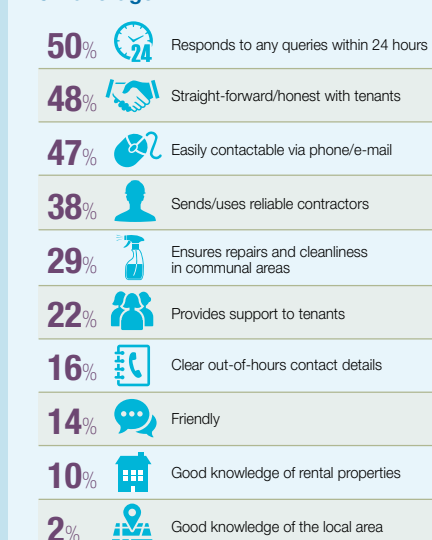 50% 24 Responds to any queries within 24 hours
48% Straight-forward/honest with tenants
47% Easily contactable via phone/e-mail
38% Sends/uses reliable contractors
29% Ensures repairs and cleanliness
in communal areas
22% Provides support to tenants
16% Clear out-of-hours contact details
14% Friendly
10% Good knowledge of rental properties
2% Good knowledge of the local area